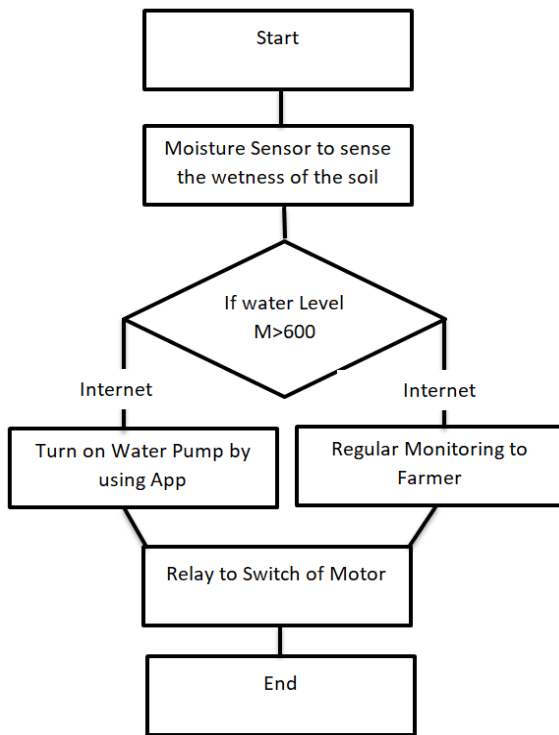 Start
Moisture Sensor to sense
the wetness of the soil
If water Level
M>600
Internet
Internet
Turn on Water Pump by
using App
Regular Monitoring to
Farmer
Relay to Switch of Motor
End